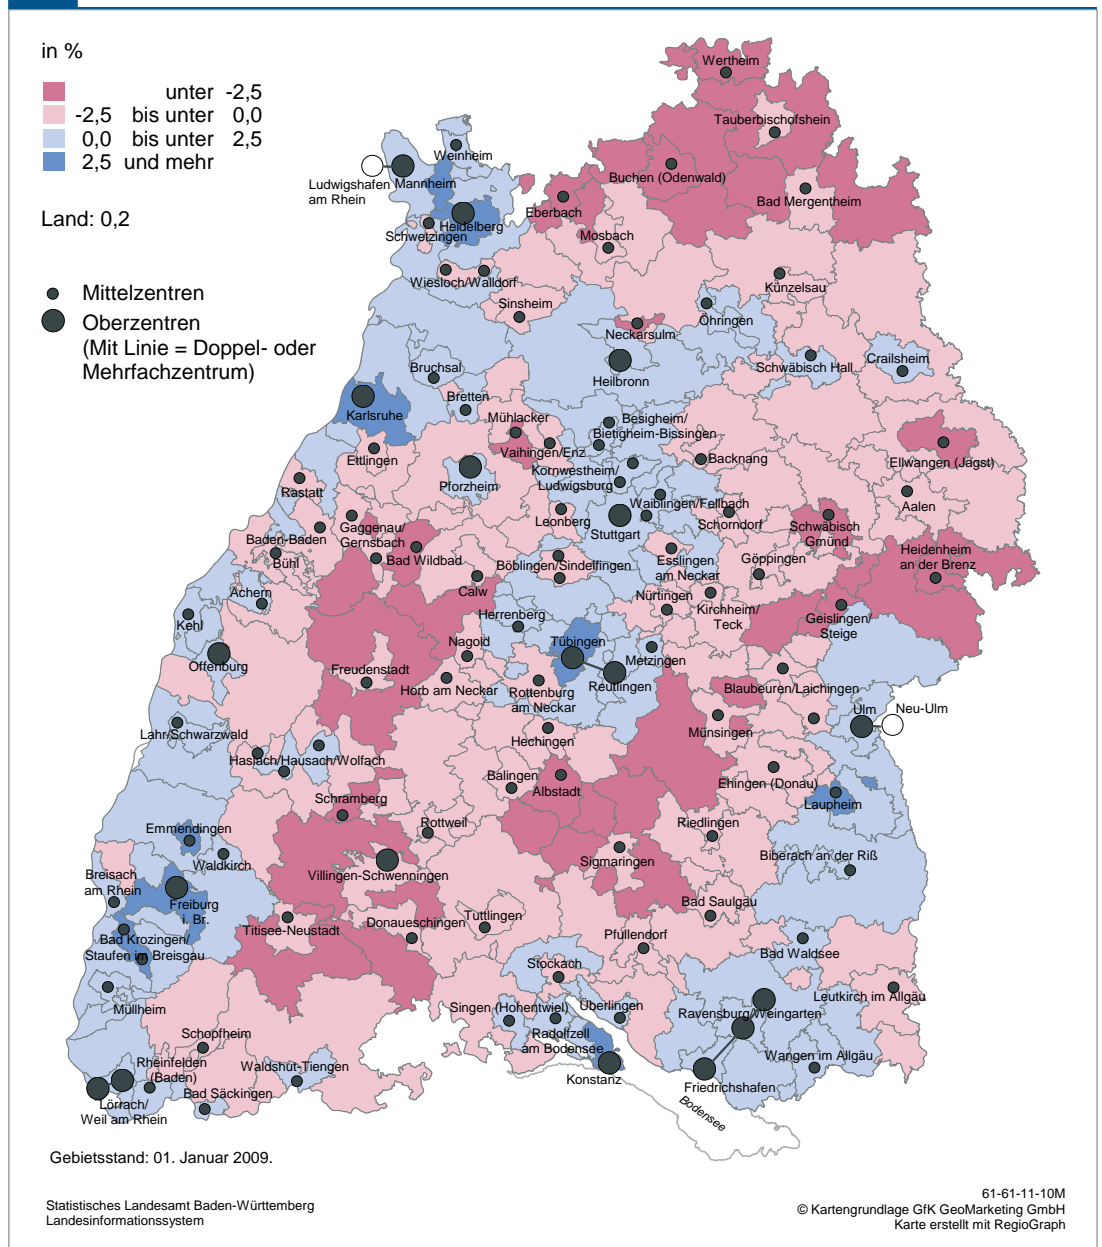 in %
unter -2,5
-2,5 bis unter 0,0
0,0 bis unter 2,5
2,5 und mehr
Land: 0,2
Mittelzentren
Oberzentren
(Mit Linie = Doppel- oder
Mehrfachzentrum)
Wertheim
Tauberbischofsheim
Weinheim
Ludwigshafen
am Rhein
Mannheim
Buchen (Odenwald)
Bad Mergentheim
Eberbach
Heidelberg
Schwetzingen
Mosbach
Wiesloch/Walldorf
Künzelsau
Sinsheim
Öhringen
Neckarsulm
Bruchsal
Heilbronn
Schwäbisch Hall
Crailsheim
Bretten
Karlsruhe
Mühlacker
Besigheim/
Bietigheim-Bissingen
Vaihingen/Enz
Ettlingen
Backnang
Ellwangen (Jagst)
Kornwestheim/
Ludwigsburg
Pforzheim
Rastatt
Waiblingen/Fellbach
Aalen
Leonberg
Schorndorf
Gaggenau/
Gernsbach
Stuttgart
Schwäbisch
Gmünd
Baden-Baden
Bühl
Bad Wildbad
Böblingen/Sindelfingen
Esslingen
am Neckar
Göppingen
Heidenheim
an der Brenz
Achern
Calw
Nürtingen
Kirchheim/
Teck
Geislingen/
Steige
Kehl
Herrenberg
Nagold
Tübingen
Metzingen
Offenburg
Freudenstadt
Horb am Neckar
Rottenburg
am Neckar
Reutlingen
Blaubeuren/Laichingen
Lahr/Schwarzwald
Münsingen
Ulm
Neu-Ulm
Hechingen
Haslach/Hausach/Wolfach
Balingen
Albstadt
Ehingen (Donau)
Laupheim
Schramberg
Emmendingen
Rottweil
Riedlingen
Waldkirch
Sigmaringen
Biberach an der Riß
Breisach
am Rhein
Villingen-Schwenningen
Freiburg
i. Br.
Bad Saulgau
Titisee-Neustadt
Donaueschingen
Tuttlingen
Bad Krozingen/
Staufen im Breisgau
Pfullendorf
Bad Waldsee
Stockach
Müllheim
Singen (Hohentwiel)
Überlingen
Leutkirch im Allgäu
Ravensburg/Weingarten
Radolfzell
am Bodensee
Schopfheim
Rheinfelden
(Baden)
Waldshut-Tiengen
Wangen im Allgäu
Konstanz
Friedrichshafen
Bad Säckingen
Lörrach/
Weil am Rhein
Bodensee
Gebietsstand: 01. Januar 2009.
Statistisches Landesamt Baden-Württemberg
Landesinformationssystem
61-61-11-10M
© Kartengrundlage GfK GeoMarketing GmbH
Karte erstellt mit RegioGraph